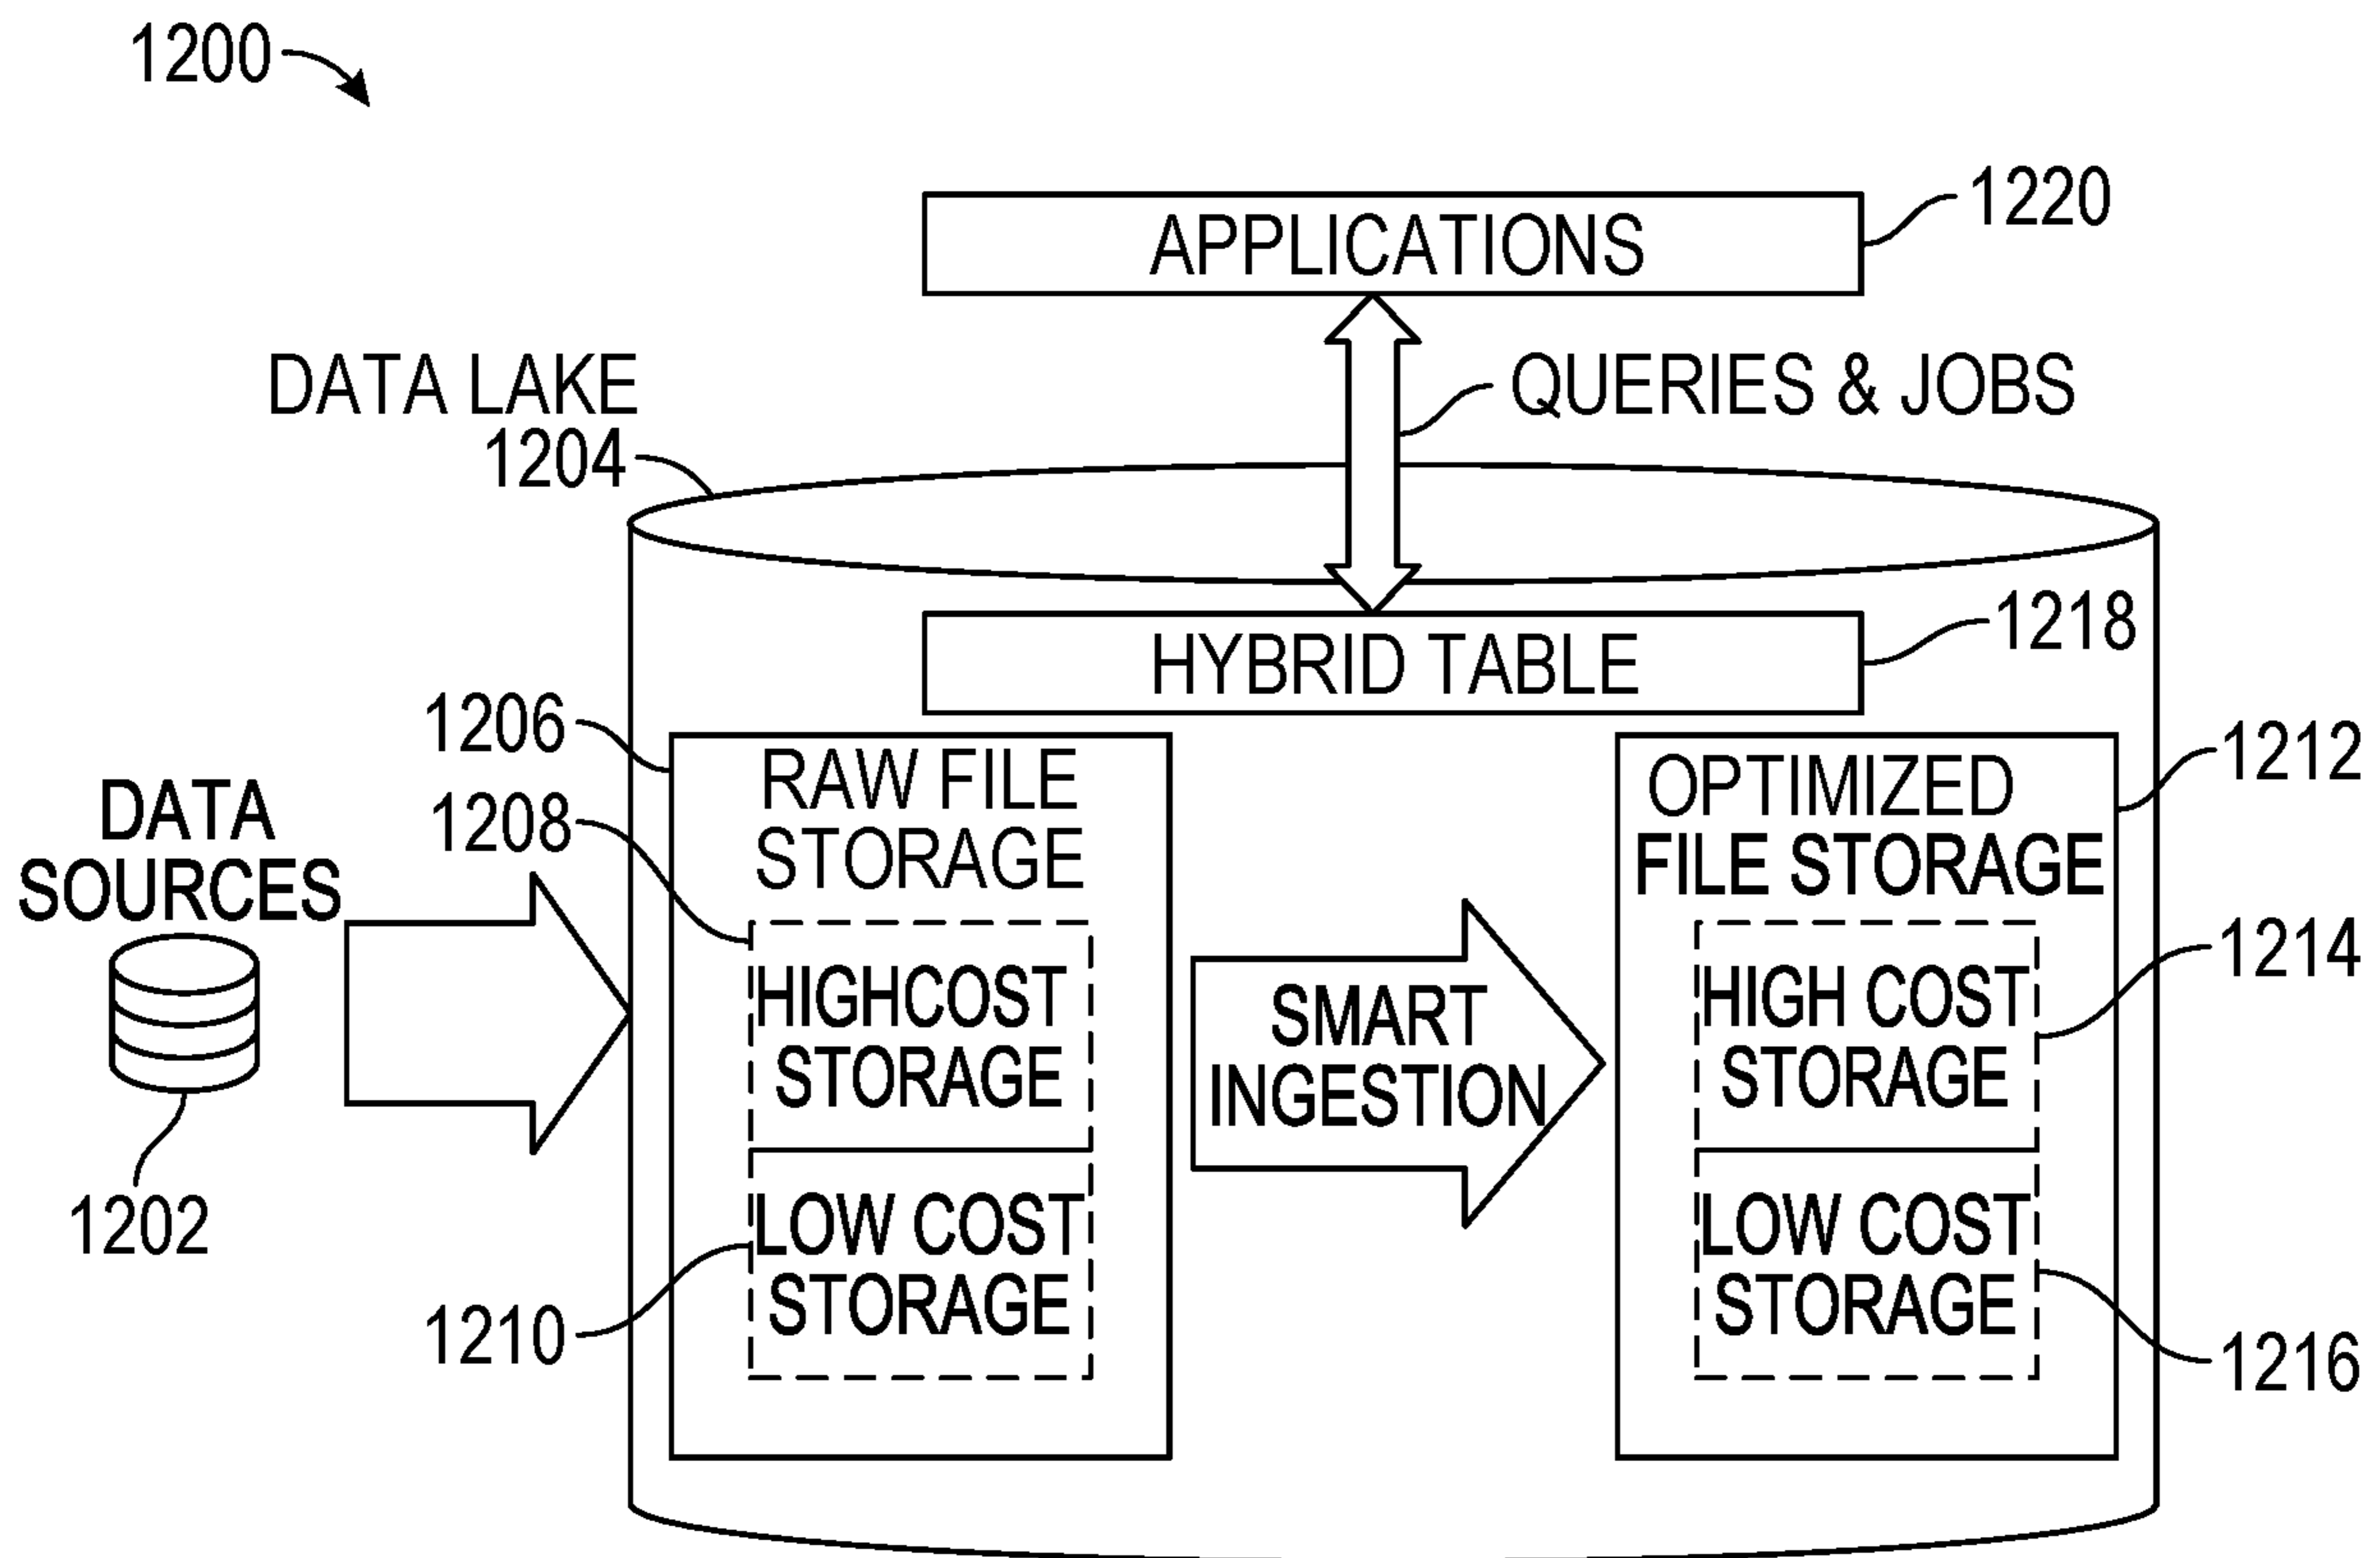 1200
APPLICATIONS
1220
DATA LAKE
1204
QUERIES & JOBS
HYBRID TABLE
1218
1206
1208
DATA
SOURCES
1202
RAW FILE
STORAGE
HIGHCOST
STORAGE
LOW COST
STORAGE
1210
SMART
INGESTION
OPTIMIZED
FILE STORAGE
HIGH COST
STORAGE
LOW COST
STORAGE
1212
1214
1216